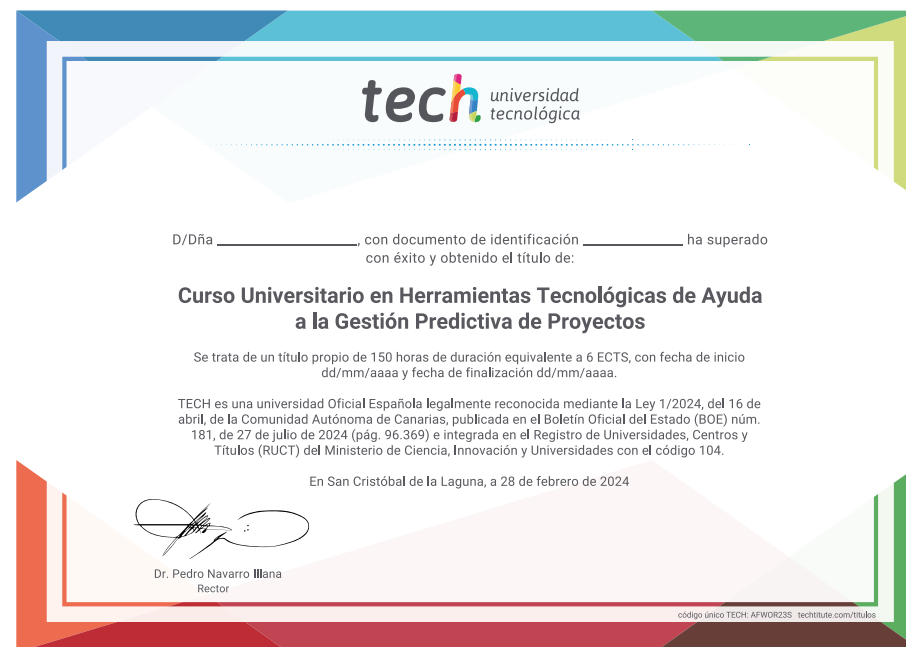 tech universidad
tecnológica
D/Dña ____________________, con documento de identificación ______________ ha superado
con éxito y obtenido el título de:
Curso Universitario en Herramientas Tecnológicas de Ayuda
a la Gestión Predictiva de Proyectos
Se trata de un título propio de 150 horas de duración equivalente a 6 ECTS, con fecha de inicio
dd/mm/aaaa y fecha de finalización dd/mm/aaaa.
TECH es una universidad Oficial Española legalmente reconocida mediante la Ley 1/2024, del 16 de
abril, de la Comunidad Autónoma de Canarias, publicada en el Boletín Oficial del Estado (BOE) núm.
181, de 27 de julio de 2024 (pág. 96.369) e integrada en el Registro de Universidades, Centros y
Títulos (RUCT) del Ministerio de Ciencia, Innovación y Universidades con el código 104.
En San Cristóbal de la Laguna, a 28 de febrero de 2024
Dr. Pedro Navarro Illana
Rector
código único TECH: AFWOR23S techtitute.com/titulos